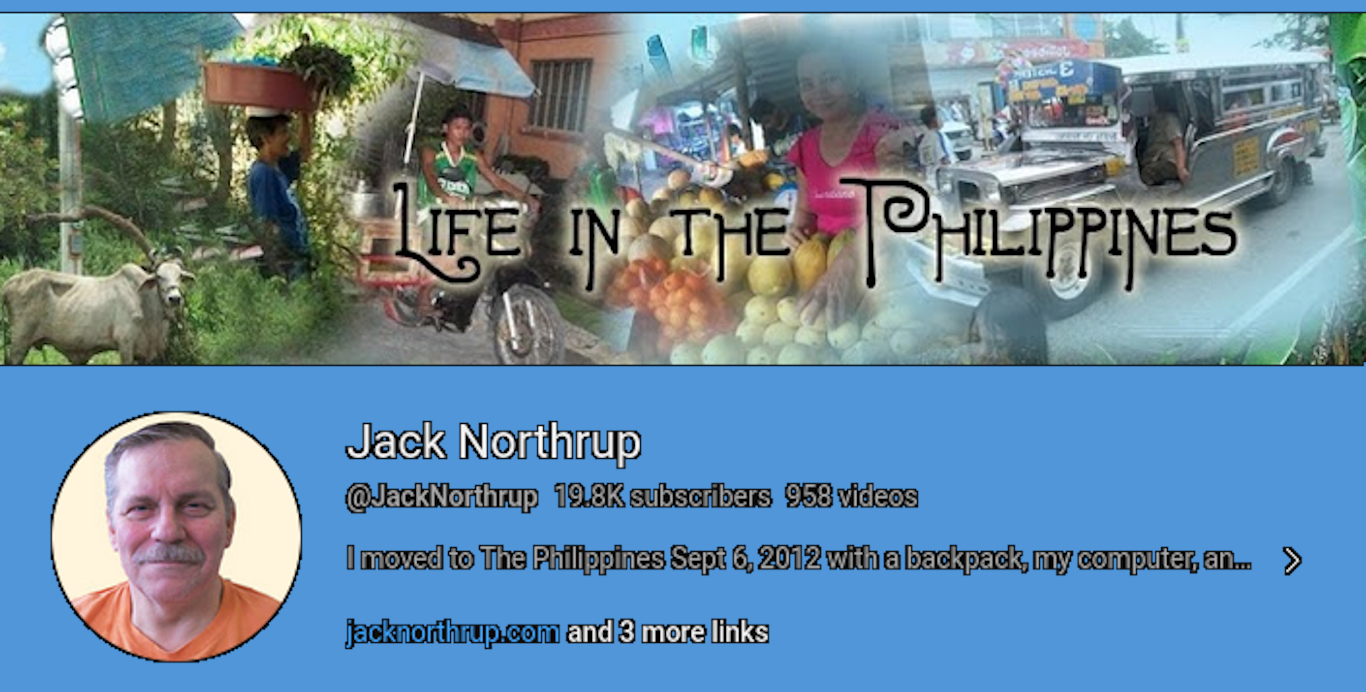 Life in the Philippines
Jack Northrup
@JackNorthrup 19.8K subscribers 958 videos
I moved to The Philippines Sept 6, 2012 with a backpack, my computer, an...
jacknorthrup.com and 3 more links